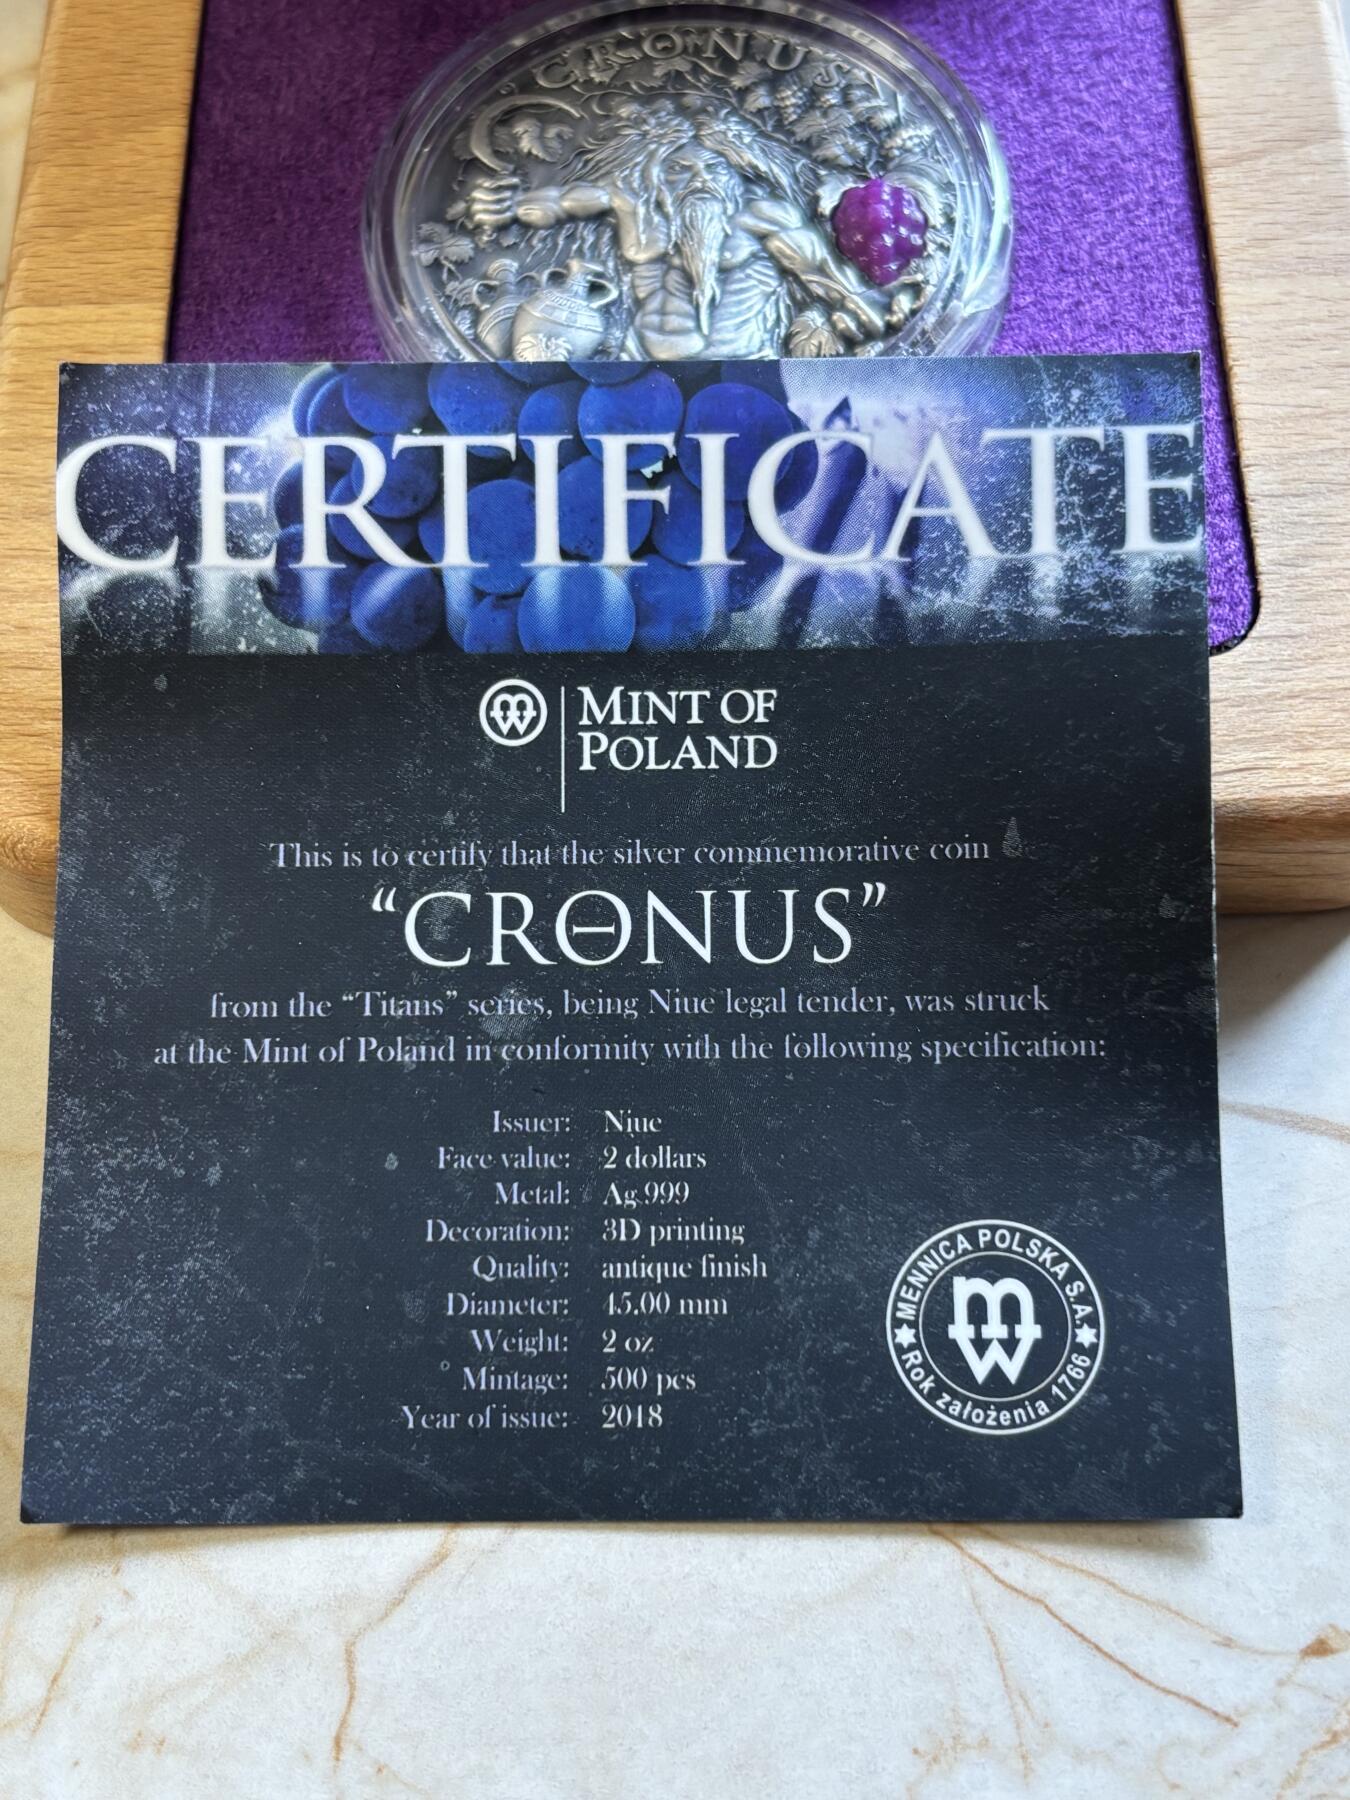 CRONUS
CERTIFICATE
MINT OF
POLAND
This is to certify that the silver commemorative coin
“CRONUS”
from the “Titans” series, being Niue legal tender, was struck
at the Mint of Poland in conformity with the following specification:
Issuer: Niue
Face value: 2 dollars
Metal: Ag 999
Decoration: 3D printing
Quality: antique finish
Diameter: 45.00 mm
Weight: 2 oz
Mintage: 500 pcs
Year of issue: 2018
MENNICA POLSKA S.A.
Rok założenia 1766